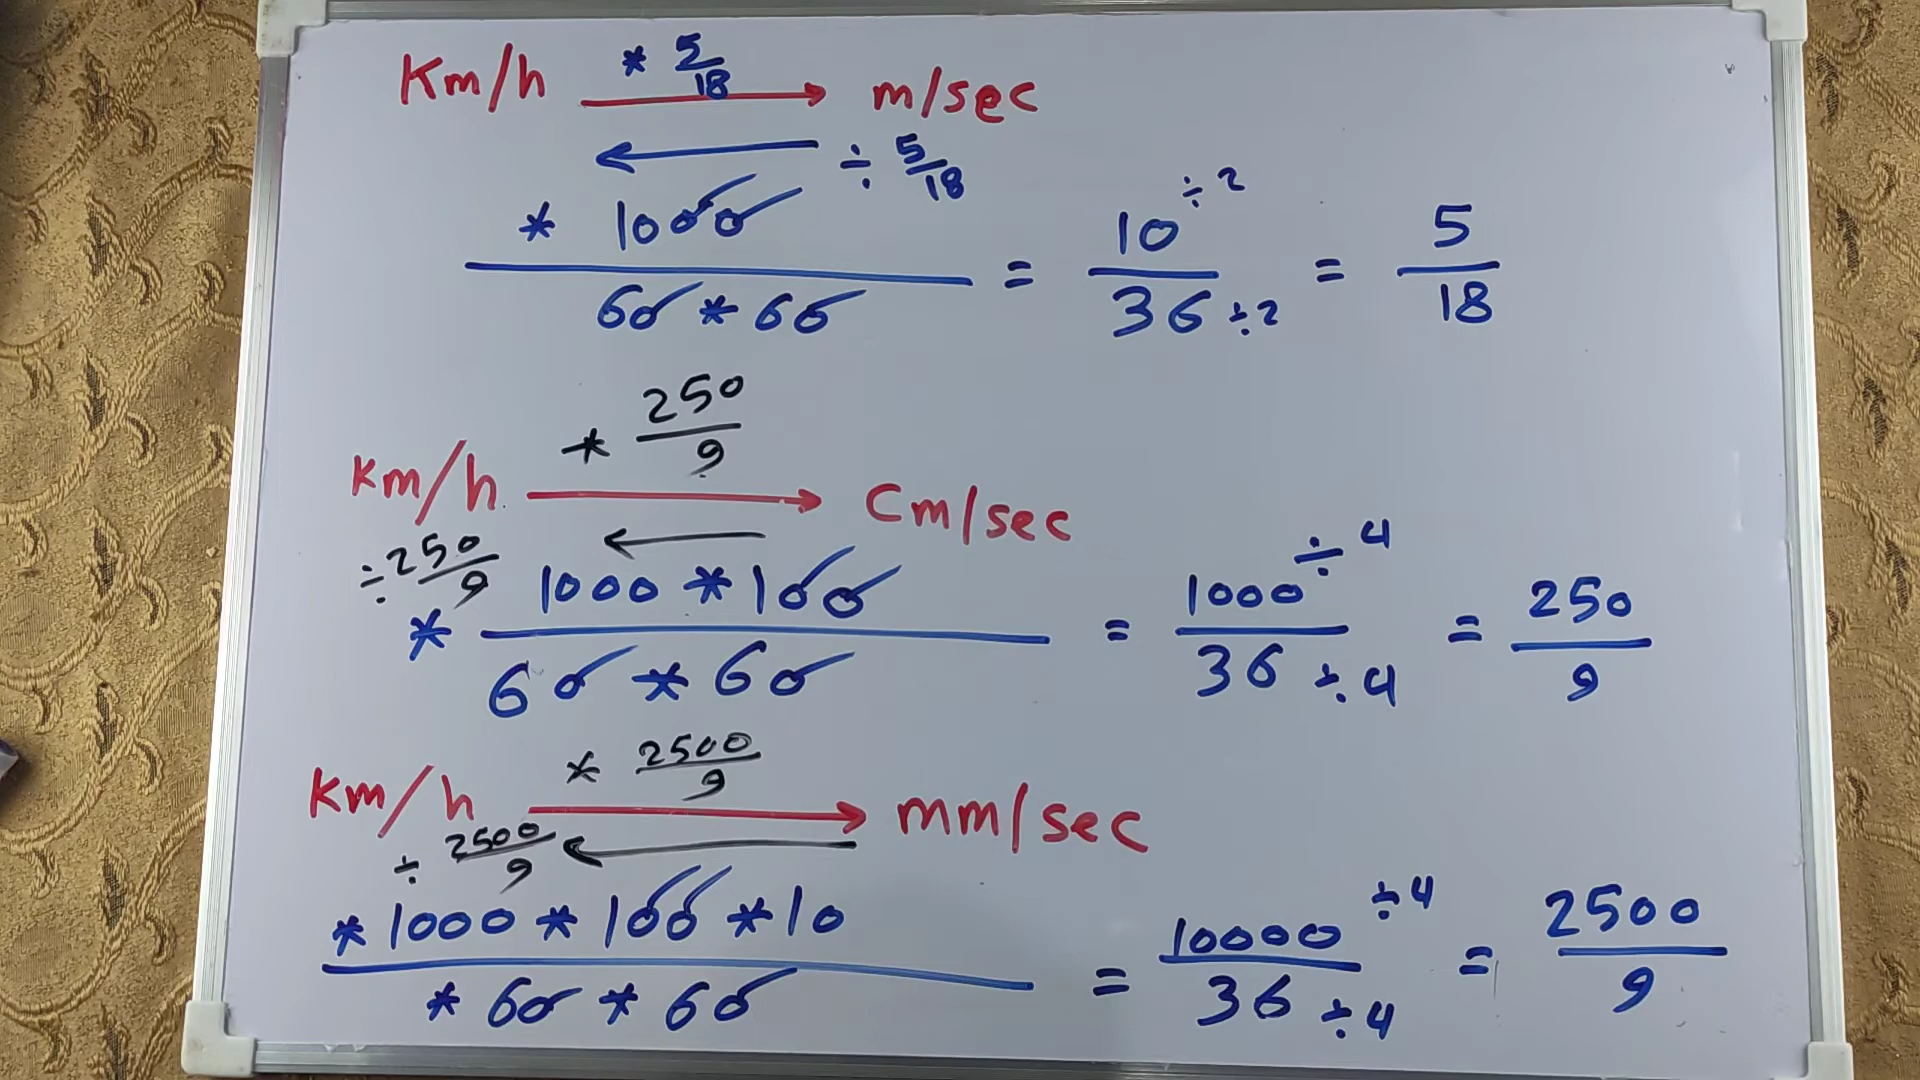 Km/h * 5/18 → m/sec
← ÷ 5/18
* 1000 / 60 * 60 = 10 ÷2 / 36 ÷2 = 5 / 18
Km/h * 250/9 → Cm/sec
÷ 250/9 ←
* 1000 * 100 / 60 * 60 = 1000 ÷4 / 36 ÷4 = 250 / 9
Km/h * 2500/9 → mm/sec
÷ 2500/9 ←
* 1000 * 100 * 10 / * 60 * 60 = 10000 ÷4 / 36 ÷4 = 2500 / 9